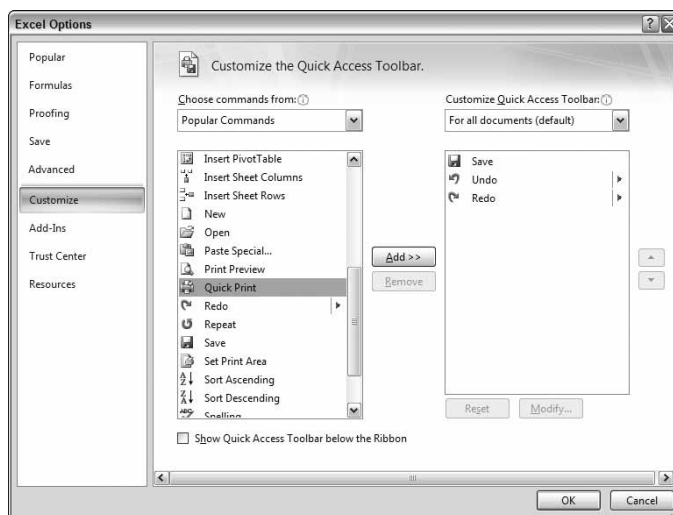 Excel Options
Popular
Formulas
Proofing
Save
Advanced
Customize
Add-Ins
Trust Center
Resources
Customize the Quick Access Toolbar.
Choose commands from:
Popular Commands
Insert PivotTable
Insert Sheet Columns
Insert Sheet Rows
New
Open
Paste Special...
Print Preview
Quick Print
Redo
Repeat
Save
Set Print Area
Sort Ascending
Sort Descending
Spelling
Add >>
Remove
Customize Quick Access Toolbar:
For all documents (default)
Save
Undo
Redo
Reset
Modify...
Show Quick Access Toolbar below the Ribbon
OK
Cancel